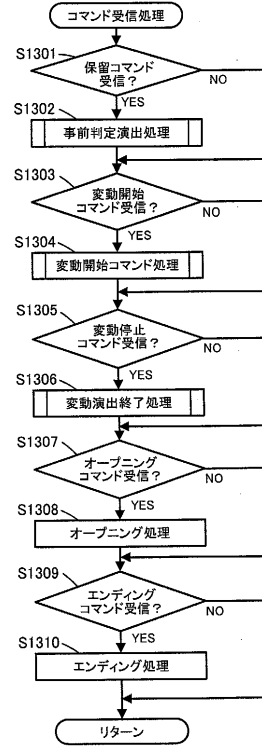 コマンド受信処理
S1301
保留コマンド
受信？
NO
YES
S1302
事前判定演出処理
S1303
変動開始
コマンド受信？
NO
YES
S1304
変動開始コマンド処理
S1305
変動停止
コマンド受信？
NO
YES
S1306
変動演出終了処理
S1307
オープニング
コマンド受信？
NO
YES
S1308
オープニング処理
S1309
エンディング
コマンド受信？
NO
YES
S1310
エンディング処理
リターン